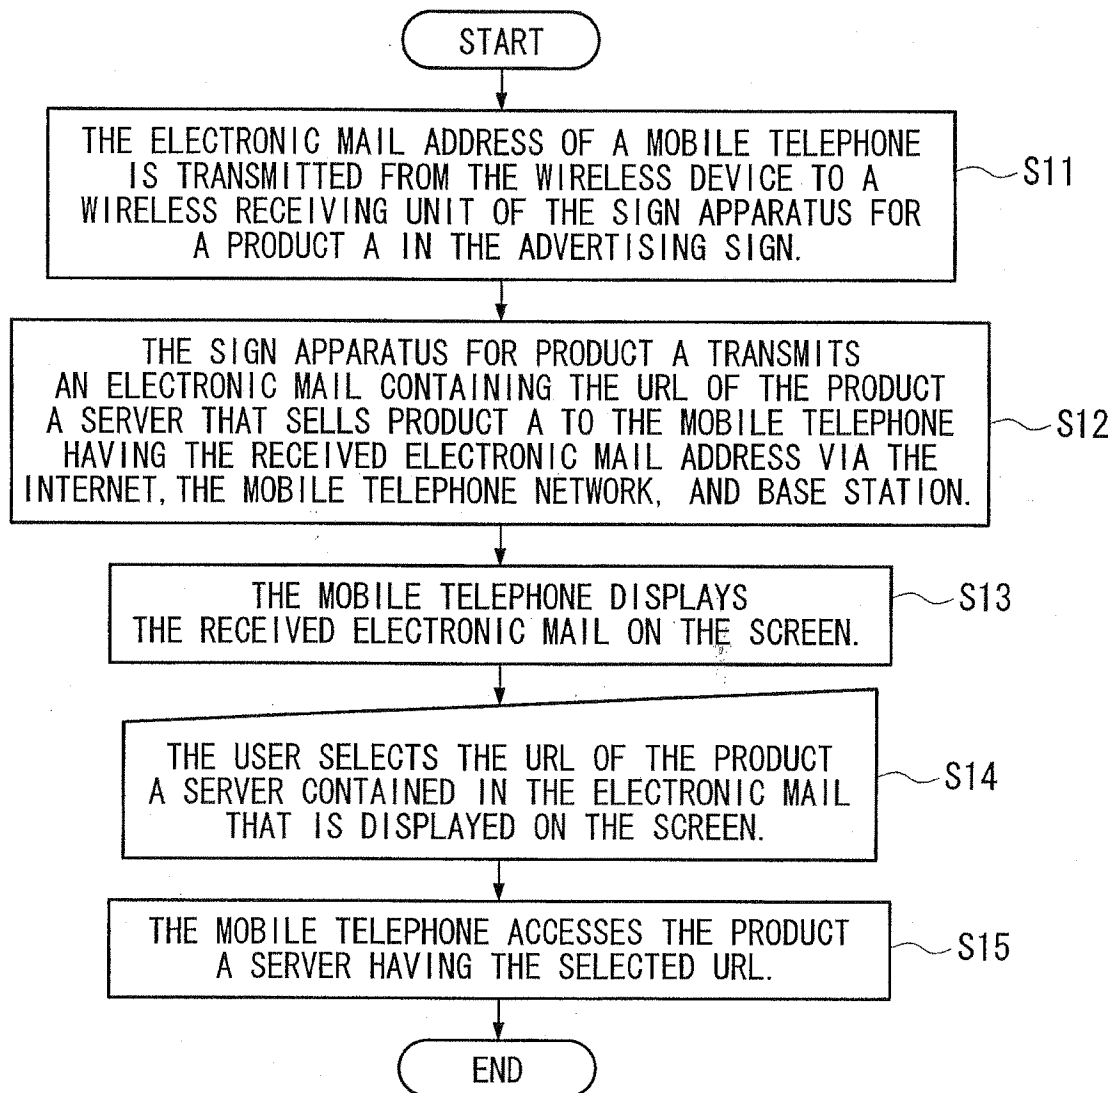 START
THE ELECTRONIC MAIL ADDRESS OF A MOBILE TELEPHONE
IS TRANSMITTED FROM THE WIRELESS DEVICE TO A
WIRELESS RECEIVING UNIT OF THE SIGN APPARATUS FOR
A PRODUCT A IN THE ADVERTISING SIGN.
S11
THE SIGN APPARATUS FOR PRODUCT A TRANSMITS
AN ELECTRONIC MAIL CONTAINING THE URL OF THE PRODUCT
A SERVER THAT SELLS PRODUCT A TO THE MOBILE TELEPHONE
HAVING THE RECEIVED ELECTRONIC MAIL ADDRESS VIA THE
INTERNET, THE MOBILE TELEPHONE NETWORK, AND BASE STATION.
S12
THE MOBILE TELEPHONE DISPLAYS
THE RECEIVED ELECTRONIC MAIL ON THE SCREEN.
S13
THE USER SELECTS THE URL OF THE PRODUCT
A SERVER CONTAINED IN THE ELECTRONIC MAIL
THAT IS DISPLAYED ON THE SCREEN.
S14
THE MOBILE TELEPHONE ACCESSES THE PRODUCT
A SERVER HAVING THE SELECTED URL.
S15
END